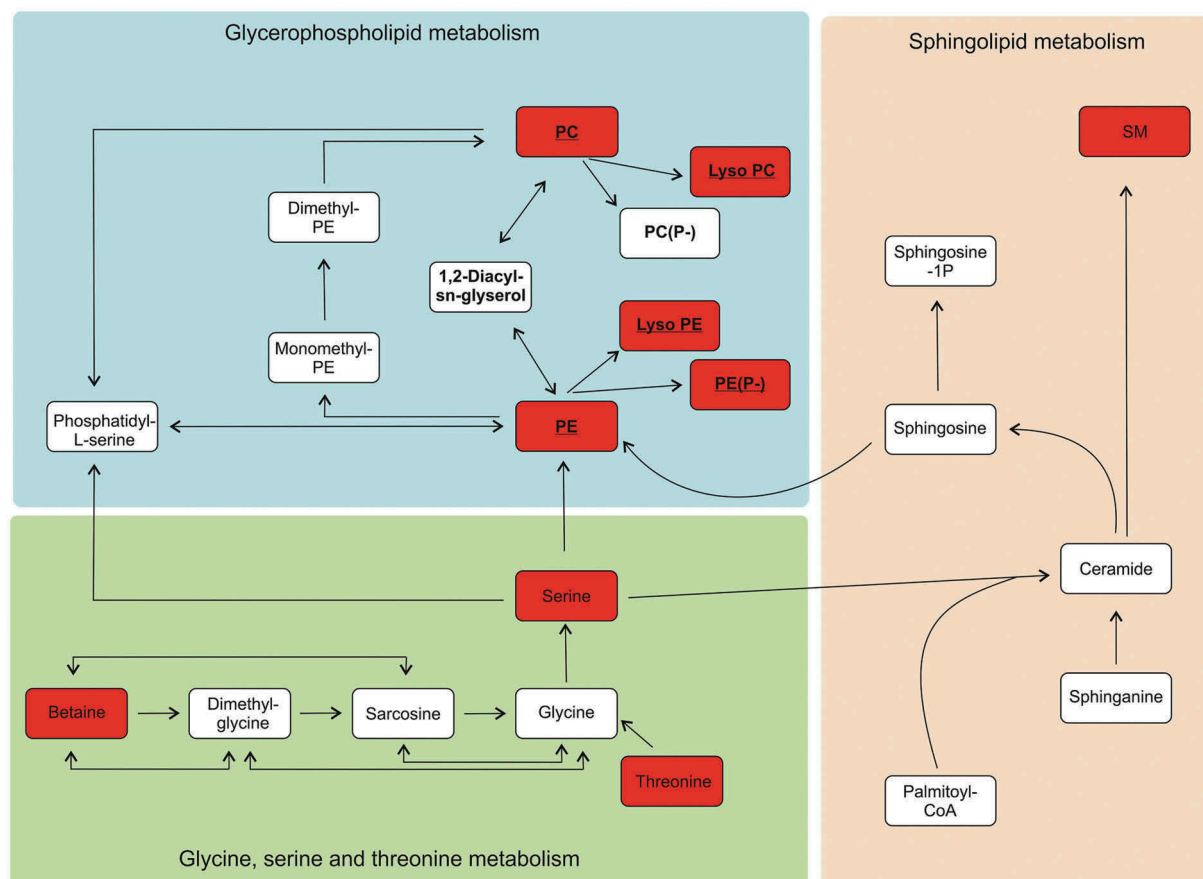 Glycerophospholipid metabolism
Sphingolipid metabolism
PC
SM
Lyso PC
Dimethyl-
PE
PC(P-)
Sphingosine
-1P
1,2-Diacyl-
sn-glyserol
Lyso PE
Monomethyl-
PE
PE(P-)
Phosphatidyl-
L-serine
PE
Sphingosine
Ceramide
Serine
Betaine
Dimethyl-
glycine
Sarcosine
Glycine
Sphinganine
Threonine
Palmitoyl-
CoA
Glycine, serine and threonine metabolism